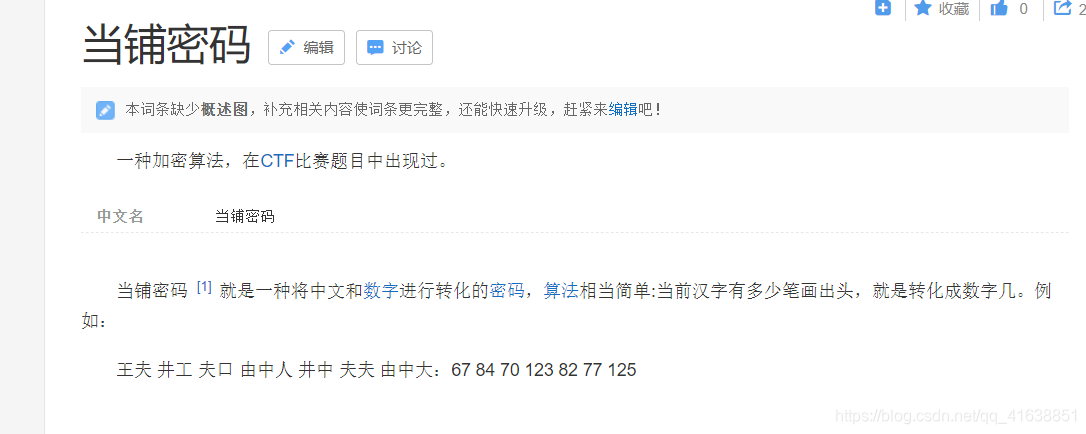 收藏 0 2
当铺密码 编辑 讨论
本词条缺少概述图，补充相关内容使词条更完整，还能快速升级，赶紧来编辑吧！
一种加密算法，在CTF比赛题目中出现过。
中文名 当铺密码
当铺密码 [1] 就是一种将中文和数字进行转化的密码，算法相当简单:当前汉字有多少笔画出头，就是转化成数字几。例
如：
王夫 井工 夫口 由中人 井中 夫夫 由中大：67 84 70 123 82 77 125
https://blog.csdn.net/qq_41638851